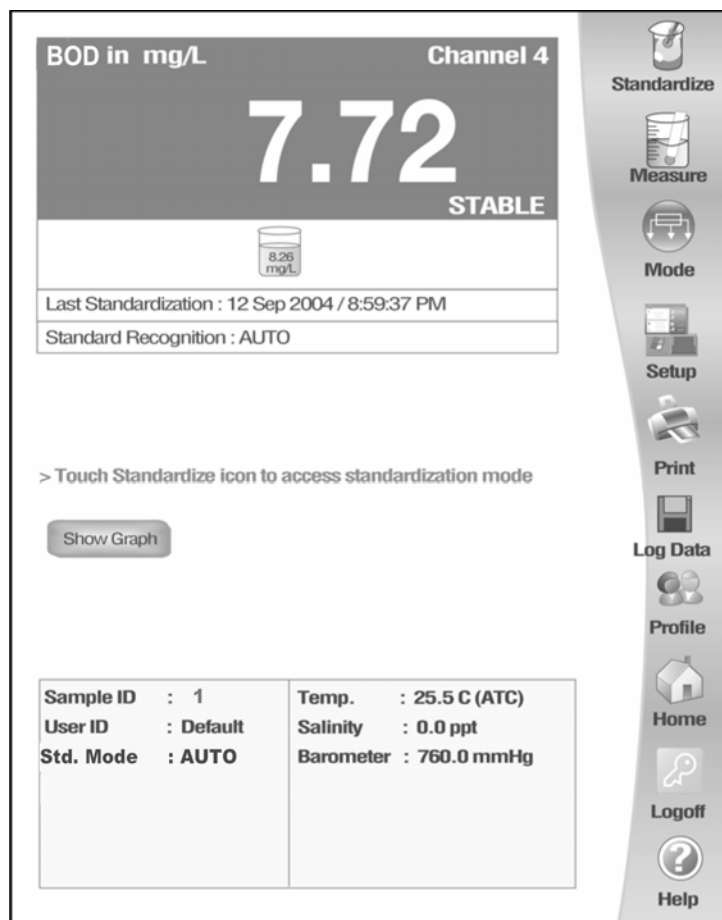 BOD in mg/L Channel 4
7.72
STABLE
8.26
mg/L
Last Standardization : 12 Sep 2004 / 8:59:37 PM
Standard Recognition : AUTO
> Touch Standardize icon to access standardization mode
Show Graph
Sample ID : 1
User ID : Default
Std. Mode : AUTO
Temp. : 25.5 C (ATC)
Salinity : 0.0 ppt
Barometer : 760.0 mmHg
Standardize
Measure
Mode
Setup
Print
Log Data
Profile
Home
Logoff
?
Help